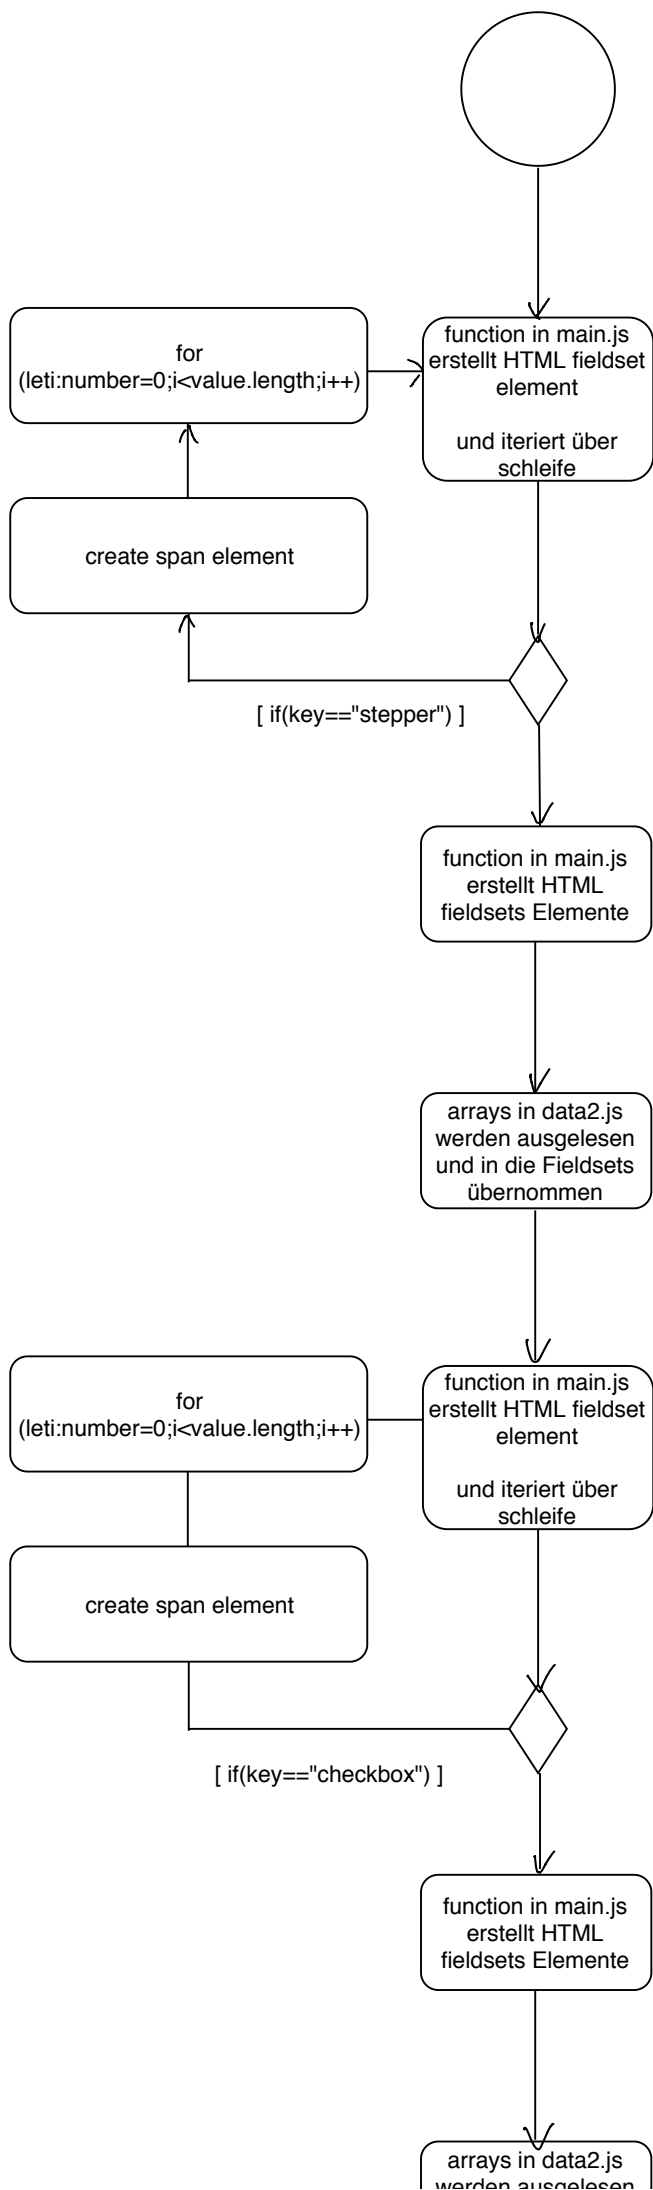 function in main.js
erstellt HTML fieldset
element
und iteriert über
schleife
for
(leti:number=0;i<value.length;i++)
create span element
[ if(key=="stepper") ]
function in main.js
erstellt HTML
fieldsets Elemente
arrays in data2.js
werden ausgelesen
und in die Fieldsets
übernommen
function in main.js
erstellt HTML fieldset
element
und iteriert über
schleife
for
(leti:number=0;i<value.length;i++)
create span element
[ if(key=="checkbox") ]
function in main.js
erstellt HTML
fieldsets Elemente
arrays in data2.js
werden ausgelesen